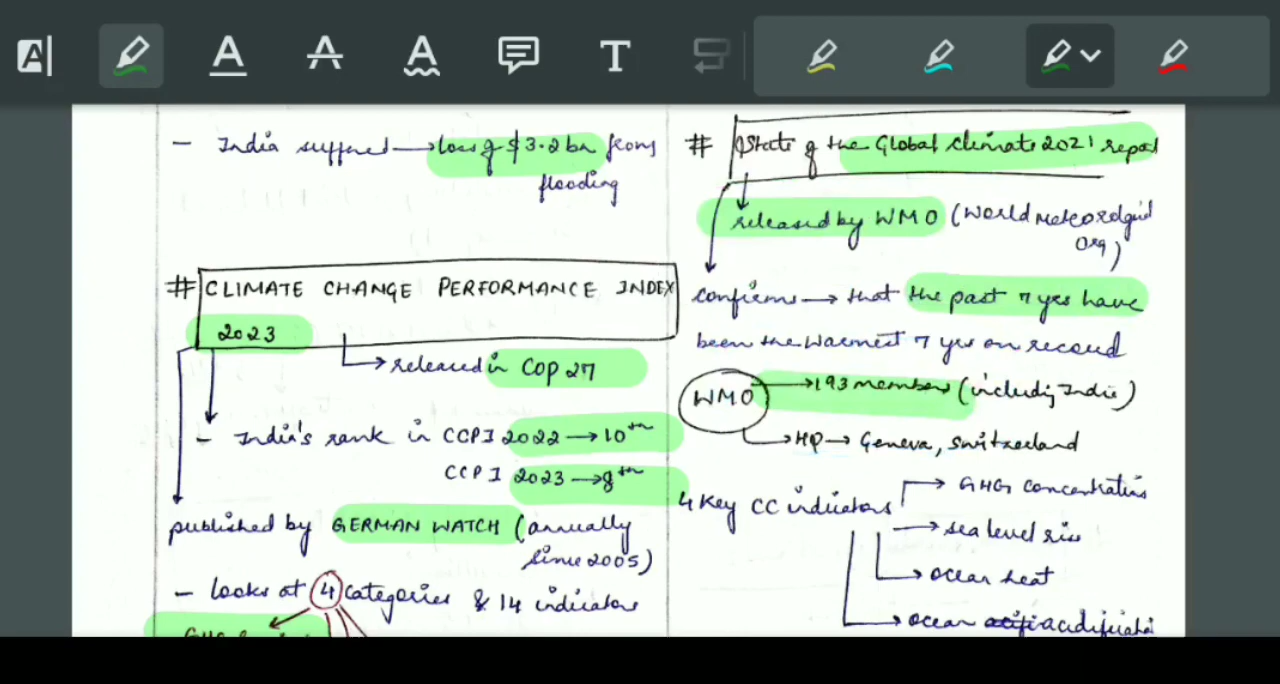 - India suffered → loss of $ 3.2 bn from
flooding
# CLIMATE CHANGE PERFORMANCE INDEX
2023
→ released in COP 27
- India's rank in CCPI 2022 → 10th
CCPI 2023 → 8th
published by GERMAN WATCH (annually
since 2005)
- looks at 4 categories & 14 indicators
# State of the Global climate 2021 report
released by WMO (World Meteorological
Org)
confirms → that the past 7 yrs have
been the warmest 7 yrs on record
WMO → 193 members (including India)
→ HQ → Geneva, Switzerland
4 key CC indicators → GHG concentrations
→ sea level rise
→ ocean heat
→ ocean acidification